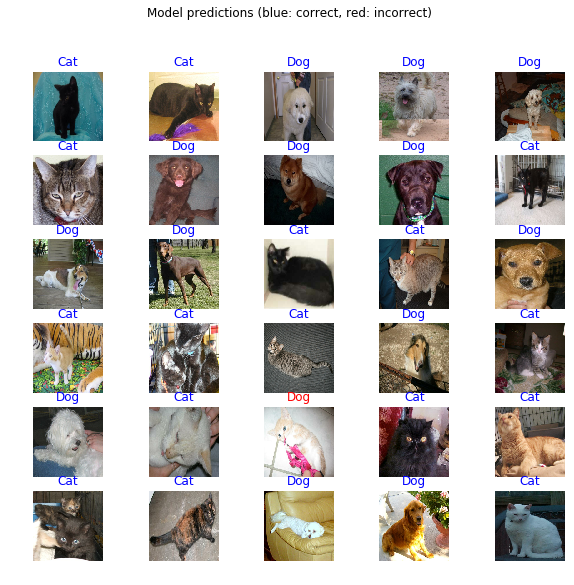 Model predictions (blue: correct, red: incorrect)
Cat Cat Dog Dog Dog
Cat Dog Dog Dog Cat
Dog Dog Cat Cat Dog
Cat Cat Cat Dog Cat
Dog Cat Dog Cat Cat
Cat Cat Dog Dog Cat